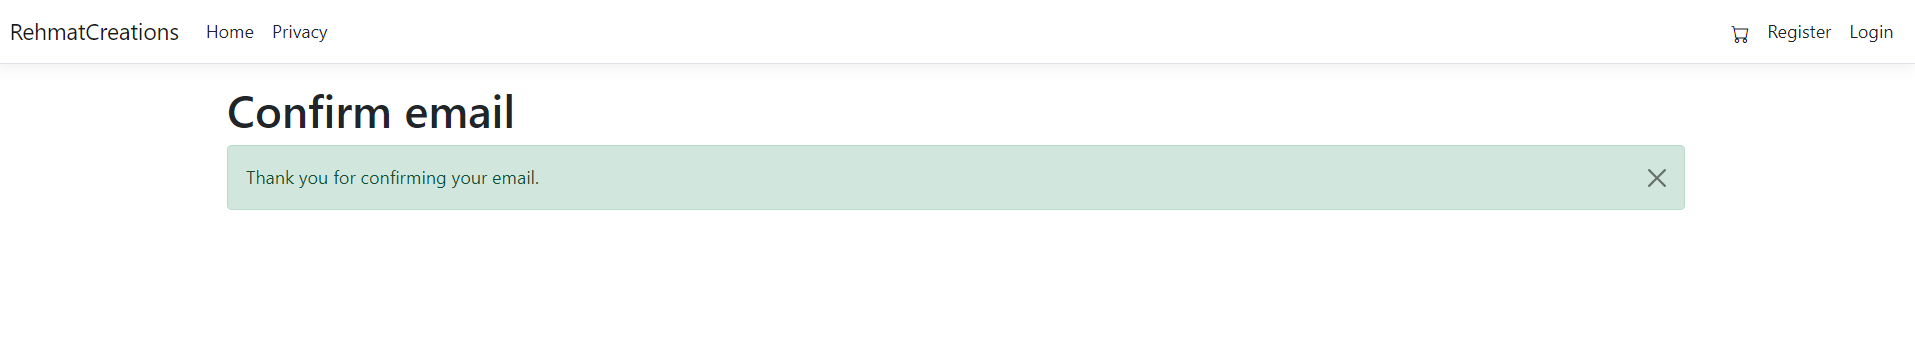 RehmatCreations Home Privacy Register Login
Confirm email
Thank you for confirming your email.